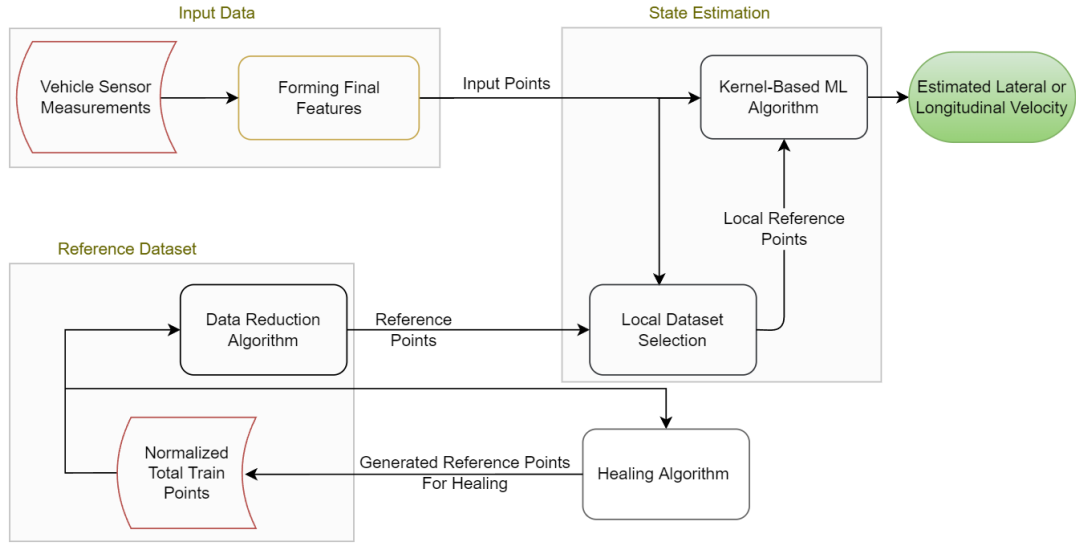 Input Data
State Estimation
Vehicle Sensor
Measurements
Forming Final
Features
Input Points
Kernel-Based ML
Algorithm
Estimated Lateral or
Longitudinal Velocity
Local Reference
Points
Reference Dataset
Data Reduction
Algorithm
Reference
Points
Local Dataset
Selection
Normalized
Total Train
Points
Generated Reference Points
For Healing
Healing Algorithm